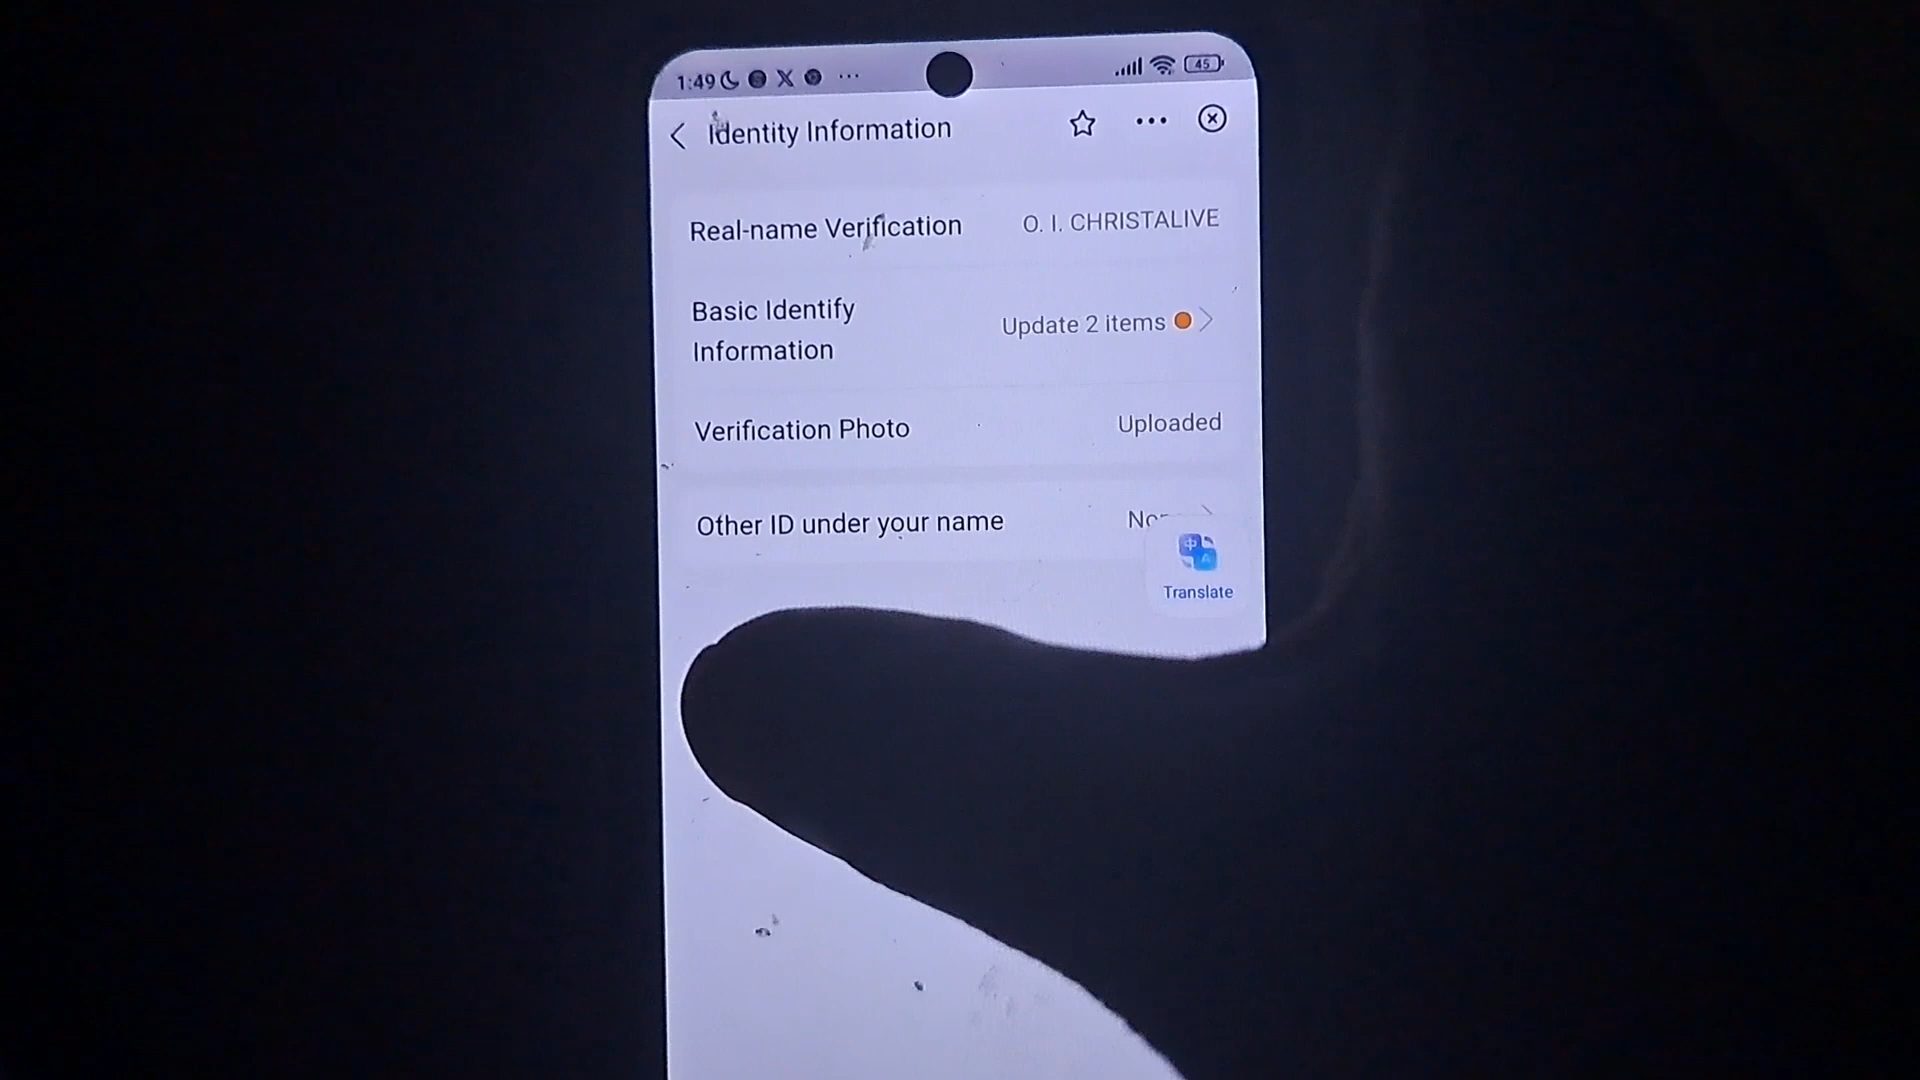 1:49 X ...
45
Identity Information
Real-name Verification O. I. CHRISTALIVE
Basic Identify Information Update 2 items
Verification Photo Uploaded
Other ID under your name
Translate